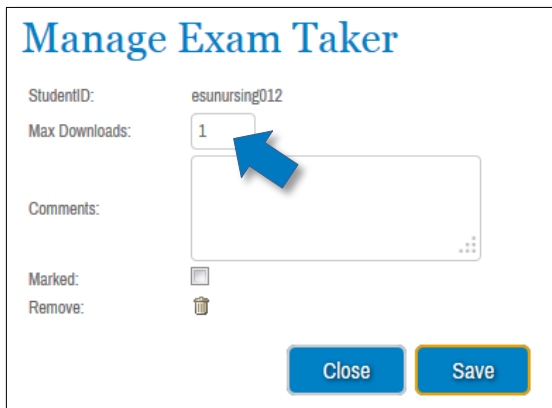 Manage Exam Taker
StudentID: esunursing012
Max Downloads: 1
Comments:
Marked:
Remove:
Close Save